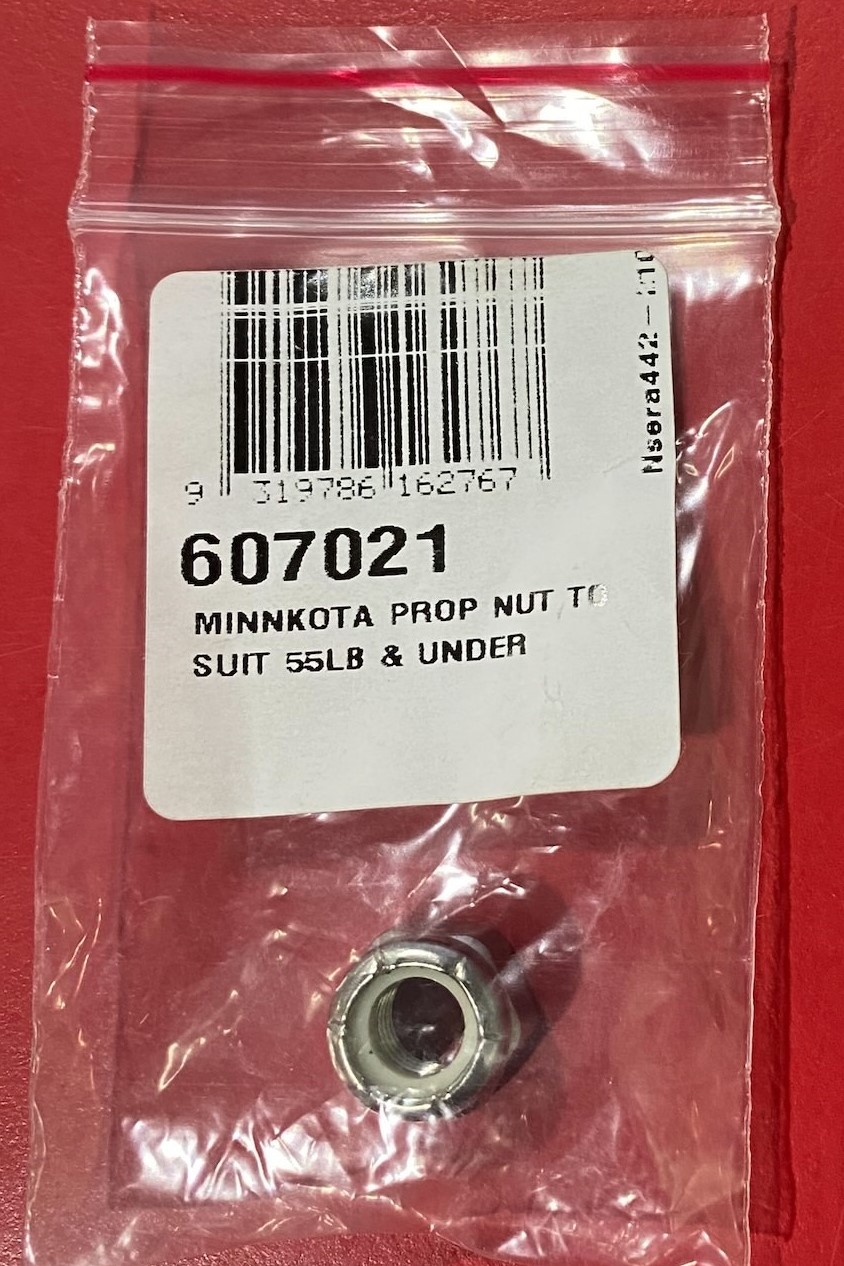 9 319786 162767
607021
MINNKOTA PROP NUT TO
SUIT 55LB & UNDER